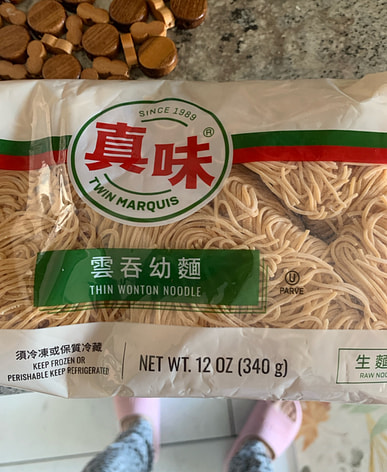 SINCE 1989
真味®
TWIN MARQUIS
雲吞幼麵
THIN WONTON NOODLE
U
PARVE
須冷凍或保質冷藏
KEEP FROZEN OR
PERISHABLE KEEP REFRIGERATED
NET WT. 12 OZ (340 g)
生麵
RAW